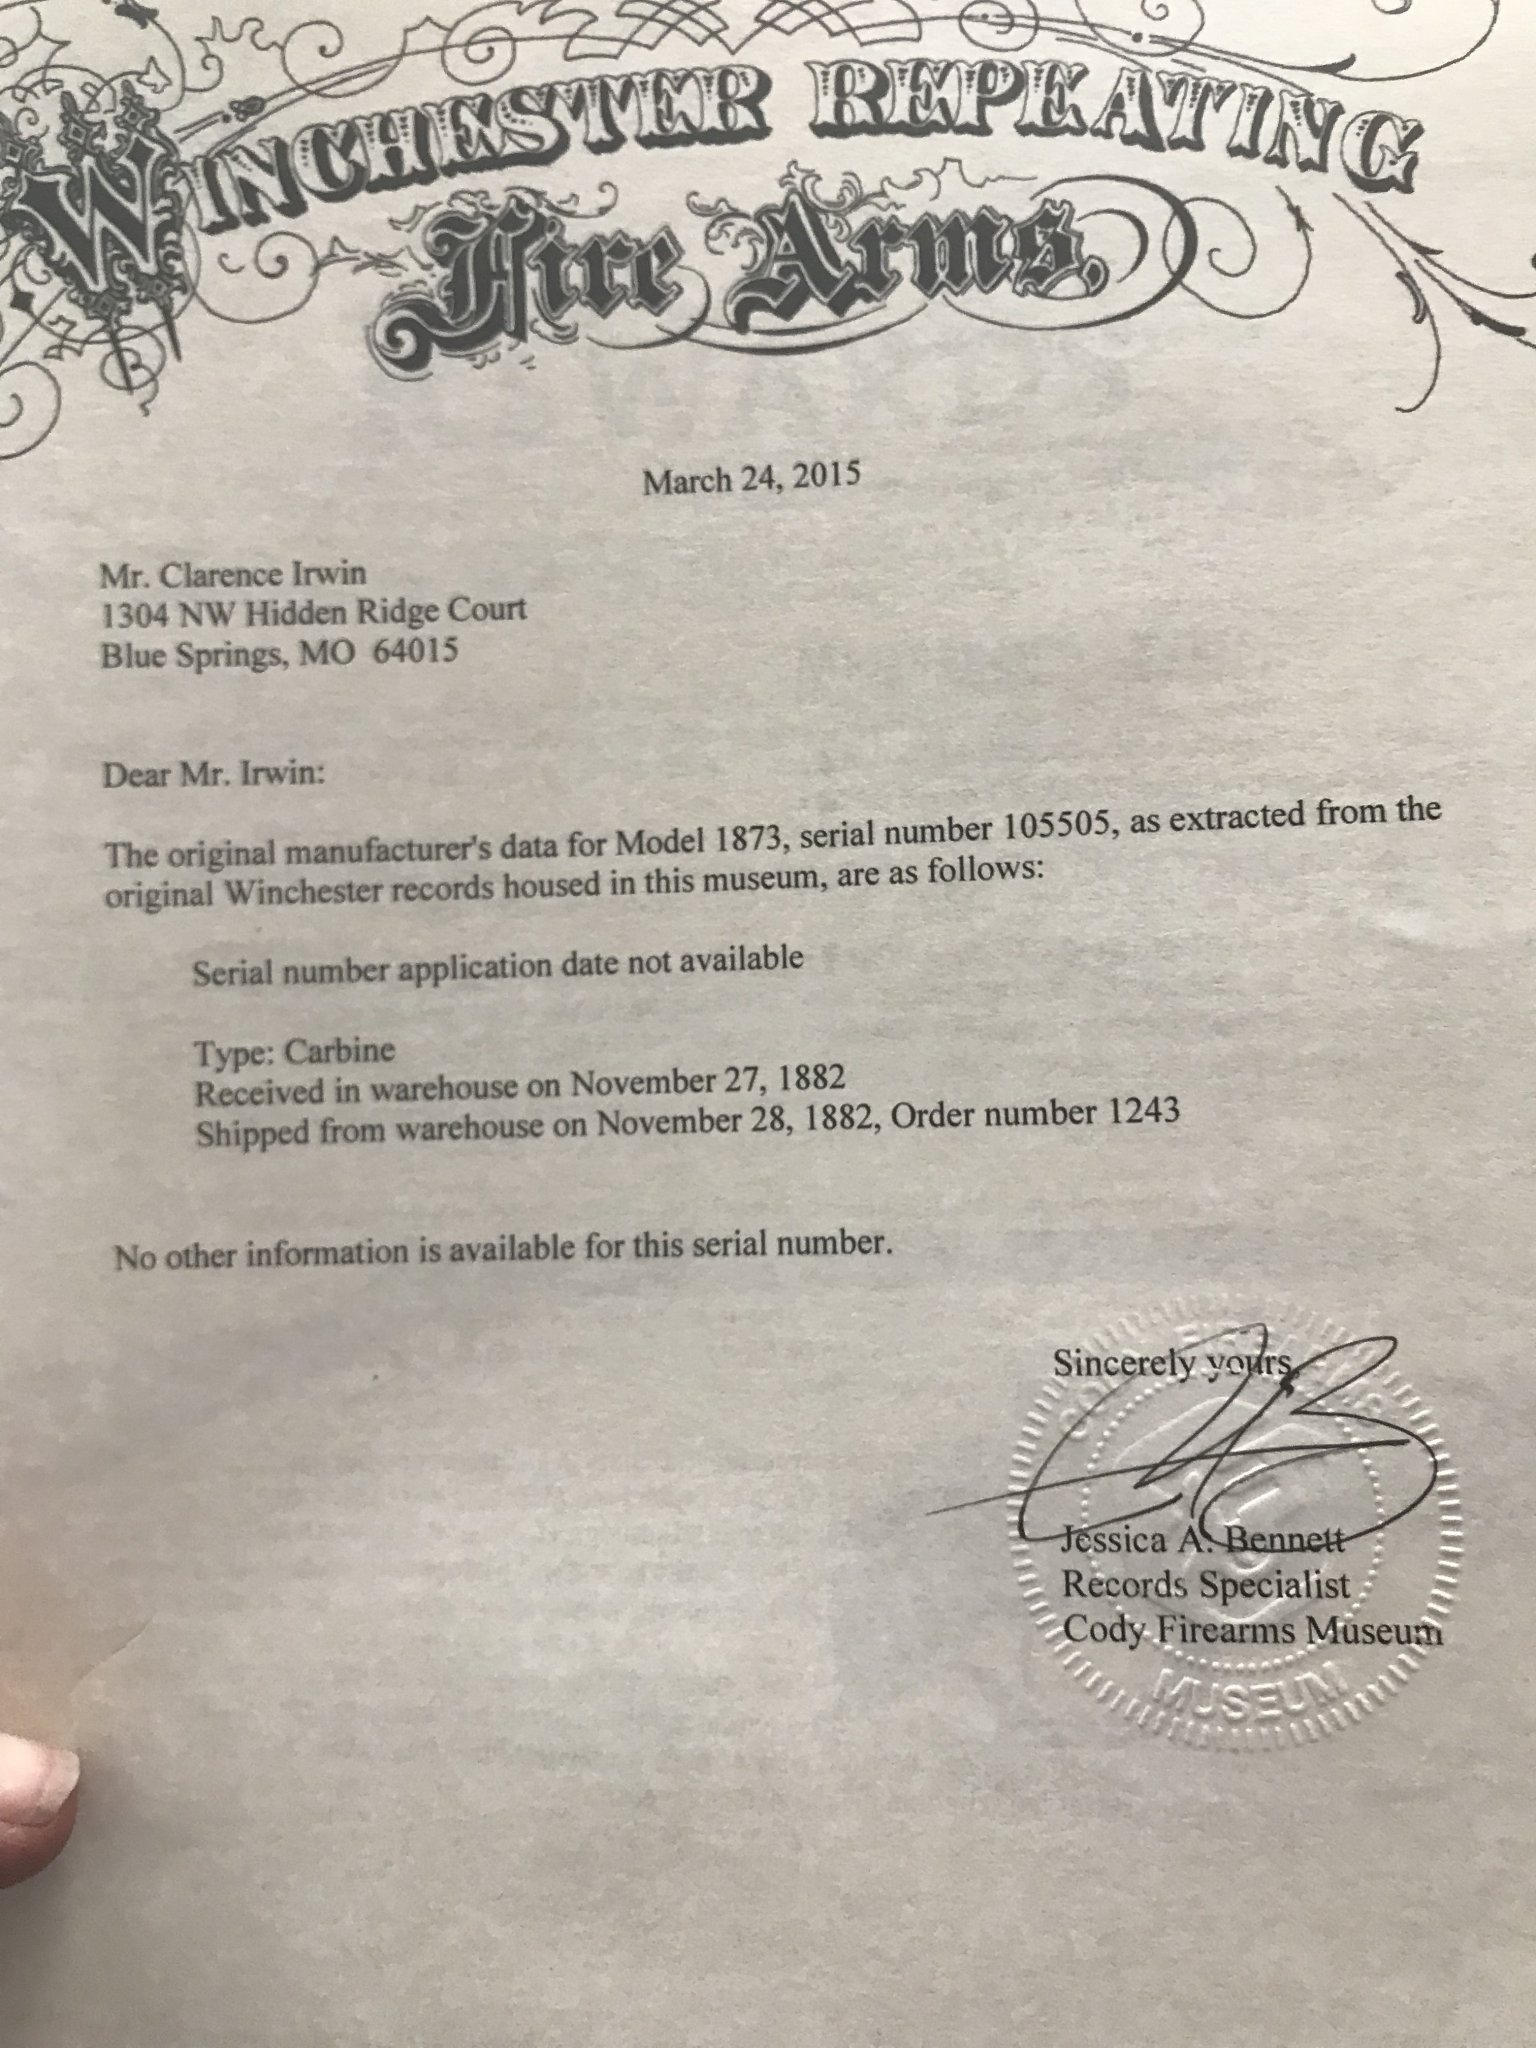 WINCHESTER REPEATING
Fire Arms,
March 24, 2015
Mr. Clarence Irwin
1304 NW Hidden Ridge Court
Blue Springs, MO 64015
Dear Mr. Irwin:
The original manufacturer's data for Model 1873, serial number 105505, as extracted from the
original Winchester records housed in this museum, are as follows:
Serial number application date not available
Type: Carbine
Received in warehouse on November 27, 1882
Shipped from warehouse on November 28, 1882, Order number 1243
No other information is available for this serial number.
Sincerely yours,
Jessica A. Bennett
Records Specialist
Cody Firearms Museum
MUSEUM